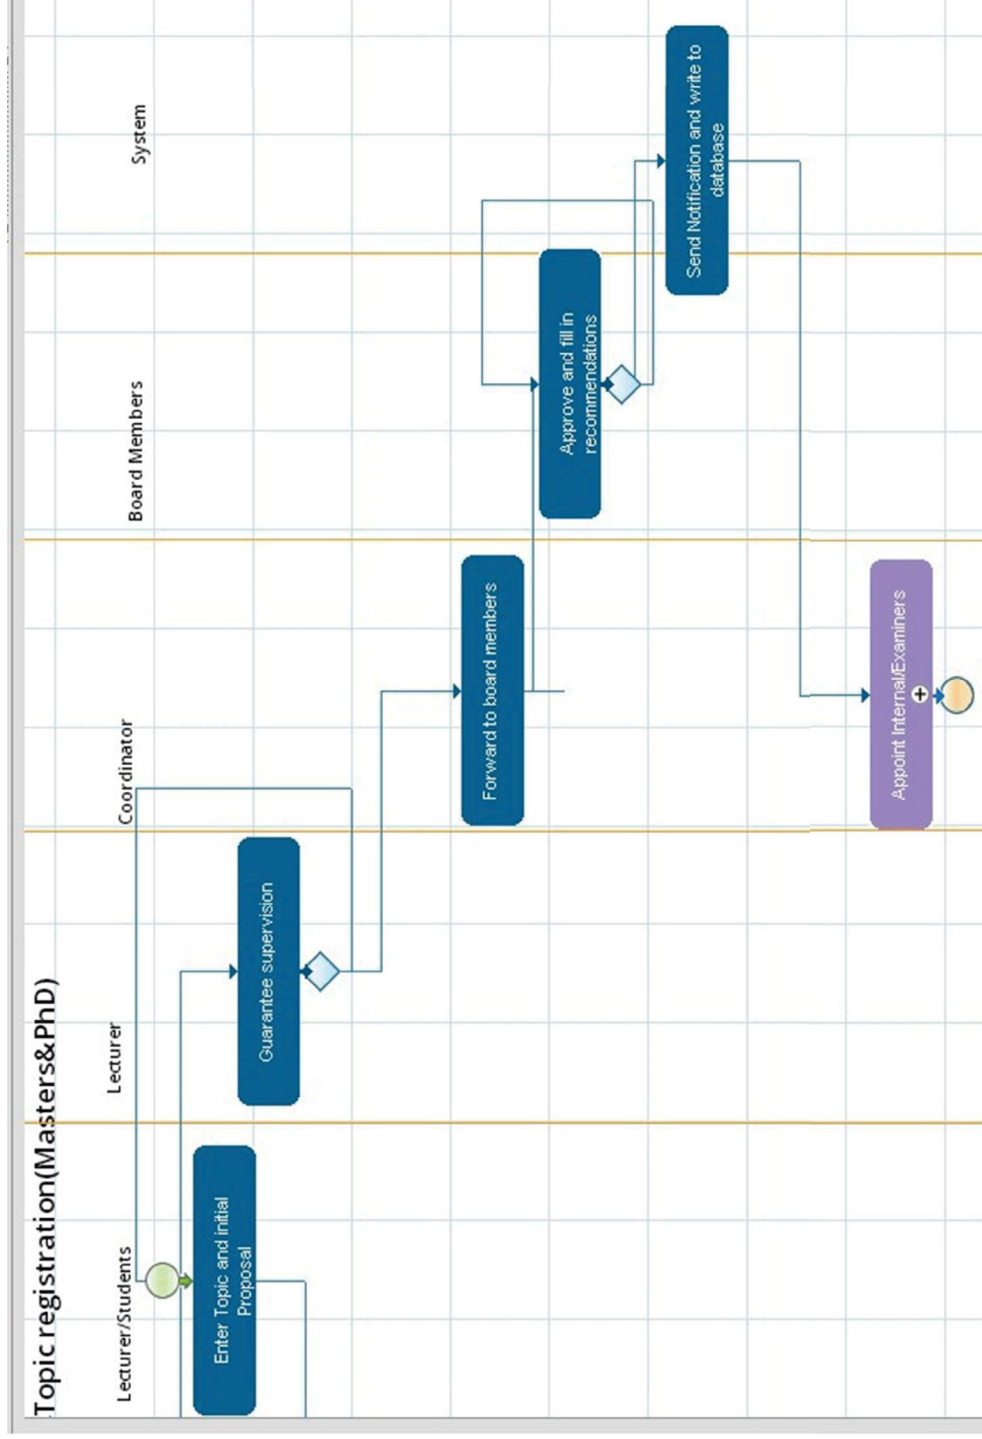 Topic registration(Masters&PhD)
Lecturer/Students
Lecturer
Coordinator
Board Members
System
Enter Topic and initial
Proposal
Guarantee supervision
Forward to board members
Approve and fill in
recommendations
Send Notification and write to
database
Appoint Internal/Examiners